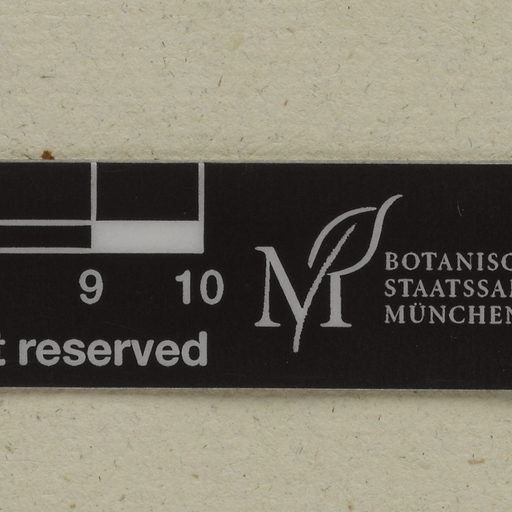 9 10
t reserved
M
BOTANISC
STAATSSA
MÜNCHEN